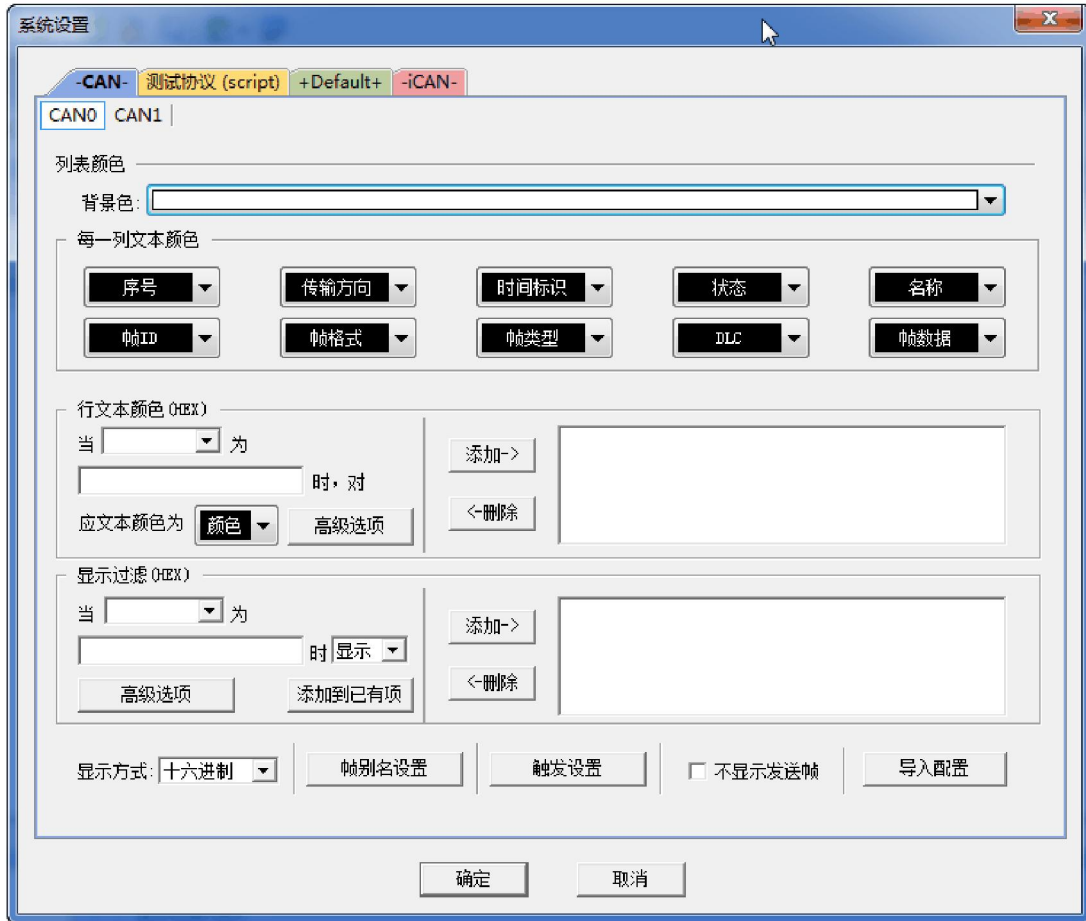 系统设置
-CAN- 测试协议 (script) +Default+ -iCAN-
CAN0 CAN1
列表颜色
背景色:
每一列文本颜色
序号 传输方向 时间标识 状态 名称
帧ID 帧格式 帧类型 DLC 帧数据
行文本颜色(HEX)
当 为
时，对
应文本颜色为 颜色 高级选项
添加->
<-删除
显示过滤(HEX)
当 为
时 显示
高级选项 添加到已有项
添加->
<-删除
显示方式: 十六进制 帧别名设置 触发设置 不显示发送帧 导入配置
确定 取消